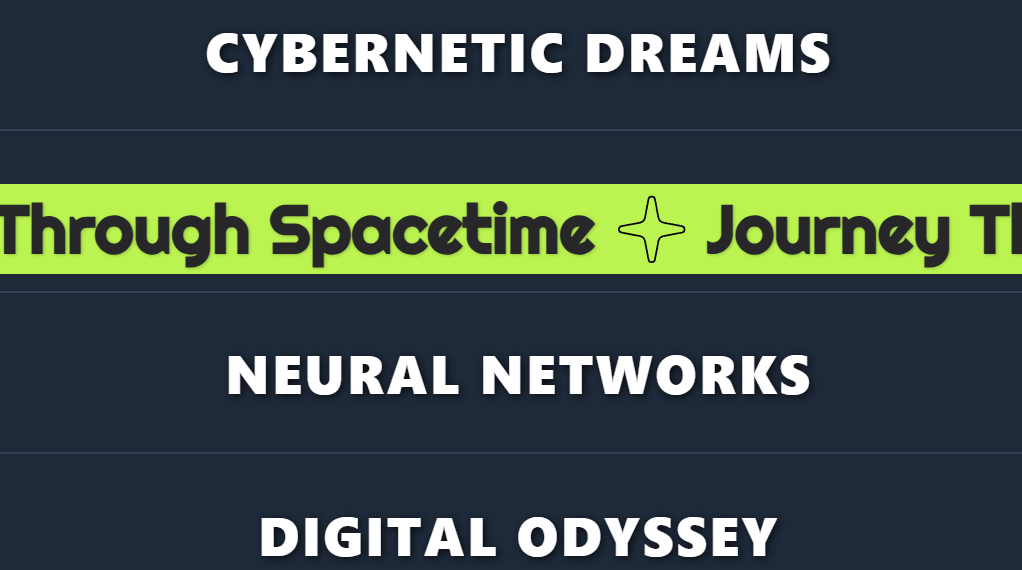 CYBERNETIC DREAMS
Through Spacetime Journey
NEURAL NETWORKS
DIGITAL ODYSSEY